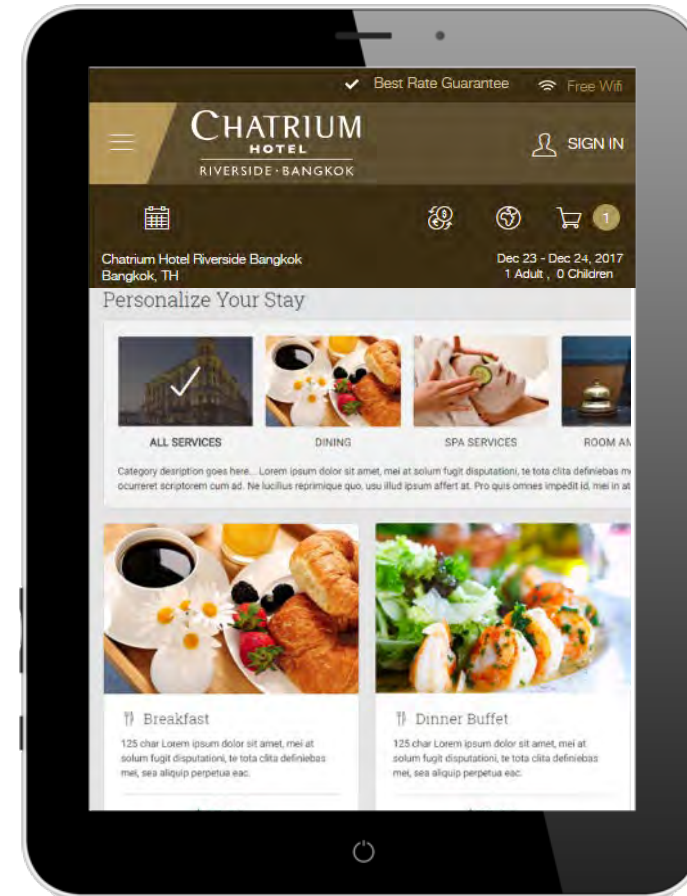 Best Rate Guarantee Free Wifi
CHATRIUM
HOTEL
RIVERSIDE·BANGKOK
SIGN IN
1
Chatrium Hotel Riverside Bangkok
Bangkok, TH
Dec 23 - Dec 24, 2017
1 Adult , 0 Children
Personalize Your Stay
ALL SERVICES DINING SPA SERVICES ROOM AM
Category desription goes here... Lorem ipsum dolor sit amet, mei at solum fugit disputationi, te tota clita definiebas m
ocurreret scriptorem cum ad. Ne lucilius reprimique quo, usu illud ipsum affert at. Pro quis omnes impedit id, mei in at
Breakfast
125 char Lorem ipsum dolor sit amet, mei at
solum fugit disputationi, te tota clita definiebas
mei, sea aliquip perpetua eac.
Dinner Buffet
125 char Lorem ipsum dolor sit amet, mei at
solum fugit disputationi, te tota clita definiebas
mei, sea aliquip perpetua eac.